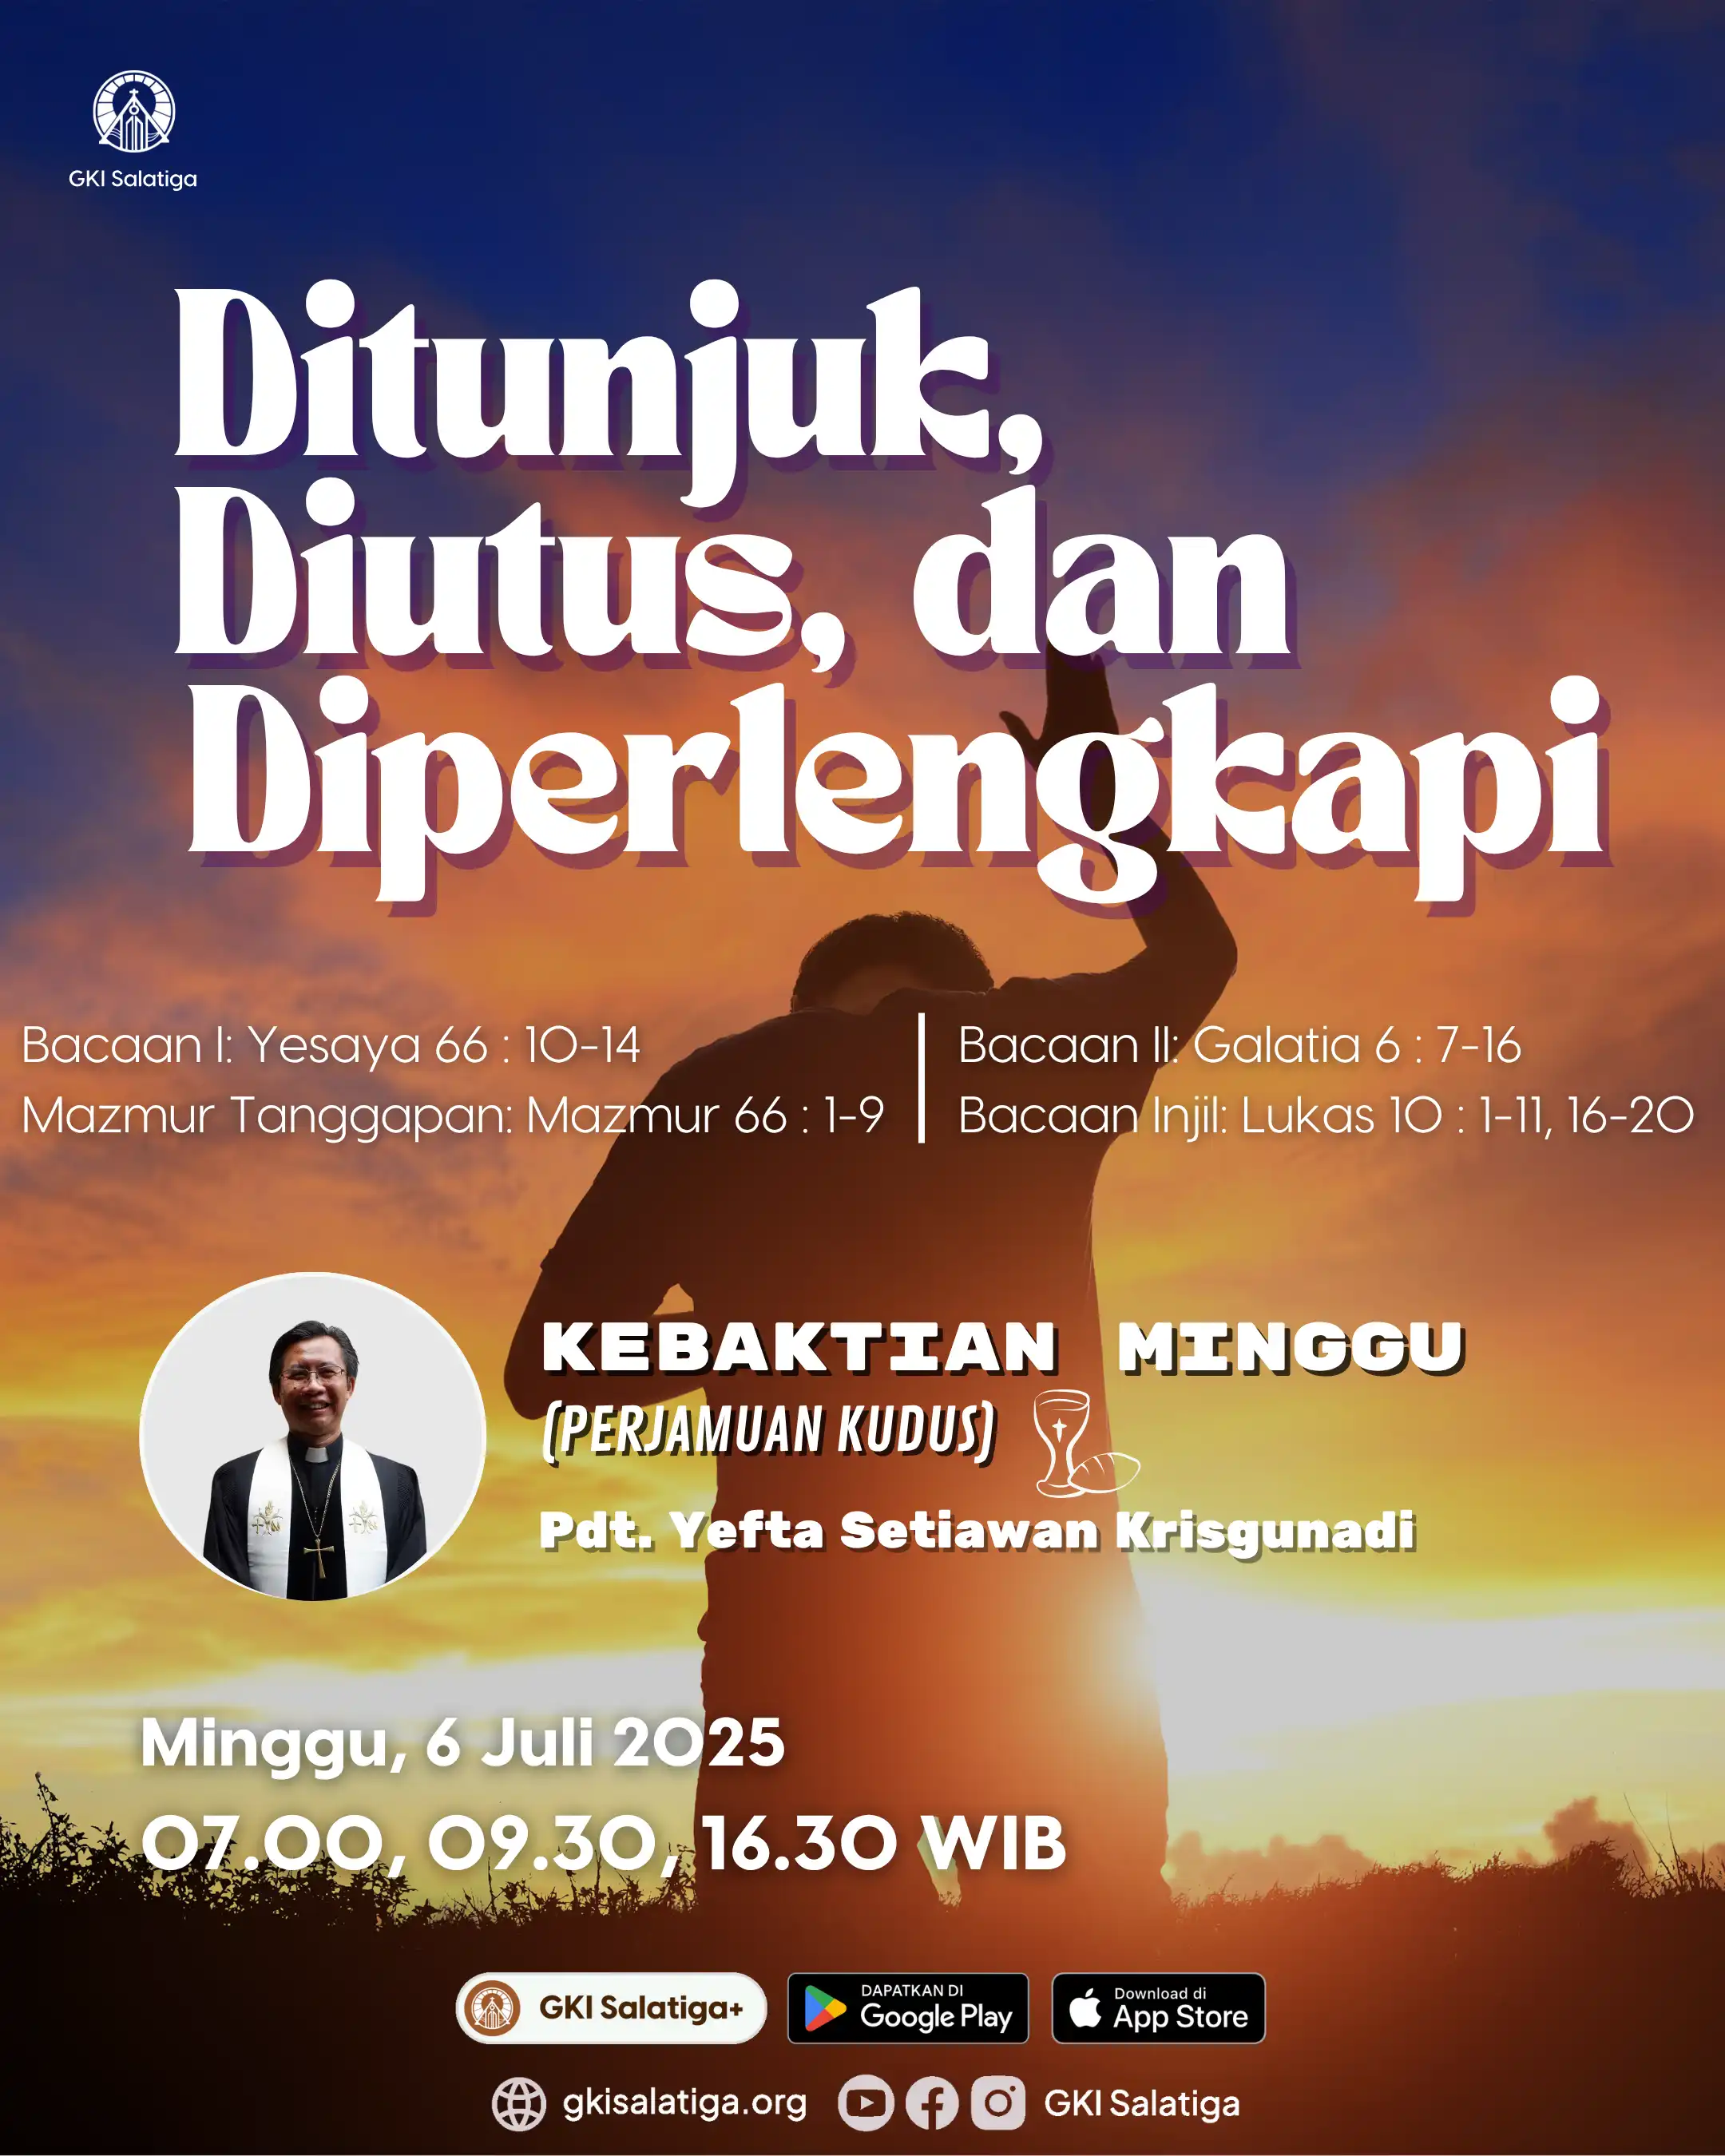 GKI Salatiga
Ditunjuk,
Diutus, dan
Diperlengkapi
Bacaan I: Yesaya 66 : 10-14
Mazmur Tanggapan: Mazmur 66 : 1-9
Bacaan II: Galatia 6 : 7-16
Bacaan Injil: Lukas 10 : 1-11, 16-20
KEBAKTIAN MINGGU
(PERJAMUAN KUDUS)
Pdt. Yefta Setiawan Krisgunadi
Minggu, 6 Juli 2025
07.00, 09.30, 16.30 WIB
GKI Salatiga+
DAPATKAN DI
Google Play
Download di
App Store
gkisalatiga.org
GKI Salatiga